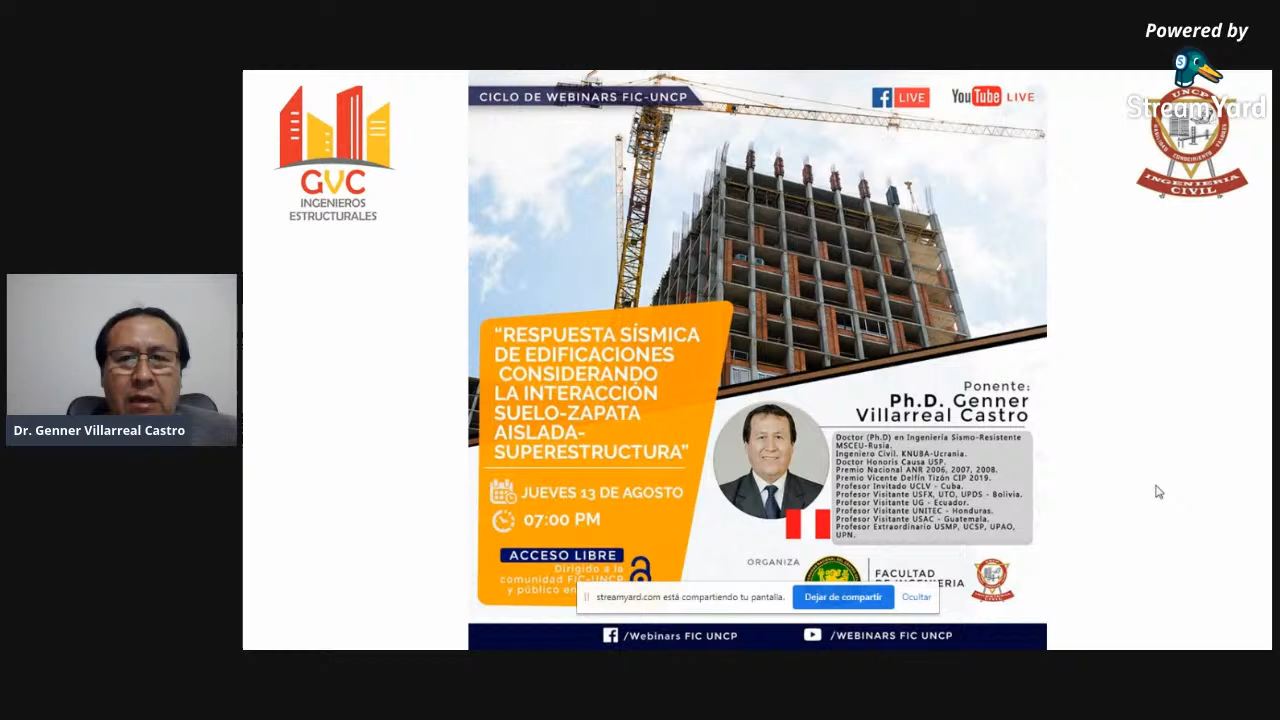 Powered by
StreamYard
GVC
INGENIEROS
ESTRUCTURALES
CICLO DE WEBINARS FIC-UNCP
LIVE
YouTube LIVE
UNCP
INGENIERIA
CIVIL
"RESPUESTA SÍSMICA
DE EDIFICACIONES
CONSIDERANDO
LA INTERACCIÓN
SUELO-ZAPATA
AISLADA-
SUPERESTRUCTURA"
JUEVES 13 DE AGOSTO
07:00 PM
ACCESO LIBRE
Dirigido a la
comunidad FIC-UNCP
y público en
Ponente:
Ph.D. Genner
Villarreal Castro
Doctor (Ph.D) en Ingeniería Sismo-Resistente
MSCEU-Rusia.
Ingeniero Civil. KNUBA-Ucrania.
Doctor Honoris Causa USP.
Premio Nacional ANR 2006, 2007, 2008.
Premio Vicente Delfín Tizón CIP 2019.
Profesor Invitado UCLV - Cuba.
Profesor Visitante USFX, UTO, UPDS - Bolivia.
Profesor Visitante UG - Ecuador.
Profesor Visitante UNITEC - Honduras.
Profesor Visitante USAC - Guatemala.
Profesor Extraordinario USMP, UCSP, UPAO,
UPN.
ORGANIZA
FACULTAD
DE INGENIERIA
streamyard.com está compartiendo tu pantalla.
Dejar de compartir
Ocultar
/Webinars FIC UNCP
/WEBINARS FIC UNCP
Dr. Genner Villarreal Castro